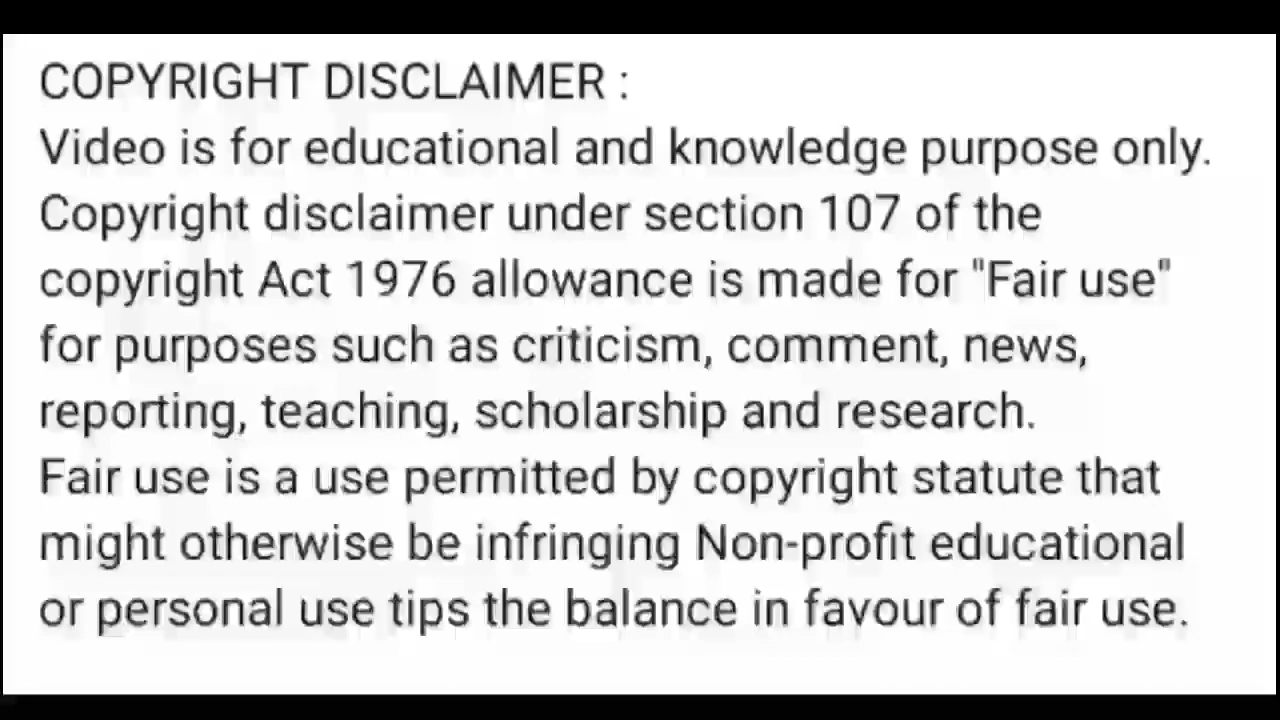 COPYRIGHT DISCLAIMER :
Video is for educational and knowledge purpose only.
Copyright disclaimer under section 107 of the
copyright Act 1976 allowance is made for "Fair use"
for purposes such as criticism, comment, news,
reporting, teaching, scholarship and research.
Fair use is a use permitted by copyright statute that
might otherwise be infringing Non-profit educational
or personal use tips the balance in favour of fair use.